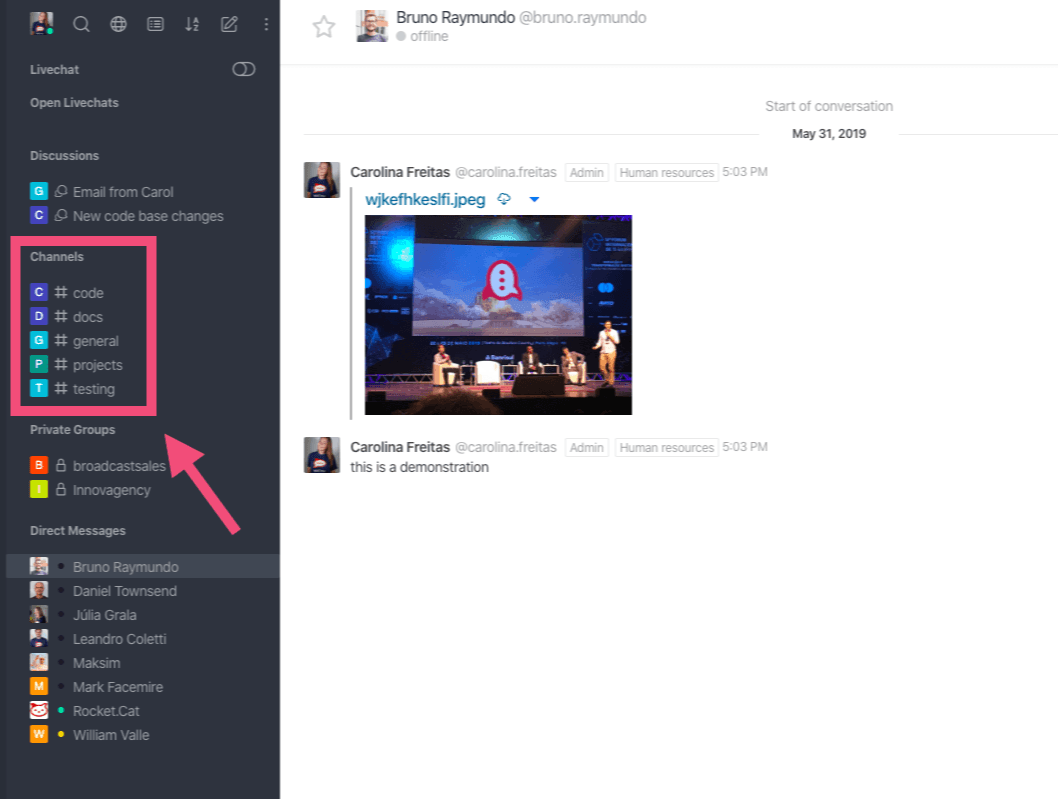 Bruno Raymundo @bruno.raymundo
offline
Livechat
Open Livechats
Discussions
G Email from Carol
C New code base changes
Channels
C # code
D # docs
G # general
P # projects
T # testing
Private Groups
B broadcastsales
I Innovagency
Direct Messages
Bruno Raymundo
Daniel Townsend
Júlia Grala
Leandro Coletti
Maksim
M Mark Facemire
Rocket.Cat
W William Valle
Start of conversation
May 31, 2019
Carolina Freitas @carolina.freitas Admin Human resources 5:03 PM
wjkefhkeslfi.jpeg
Carolina Freitas @carolina.freitas Admin Human resources 5:03 PM
this is a demonstration